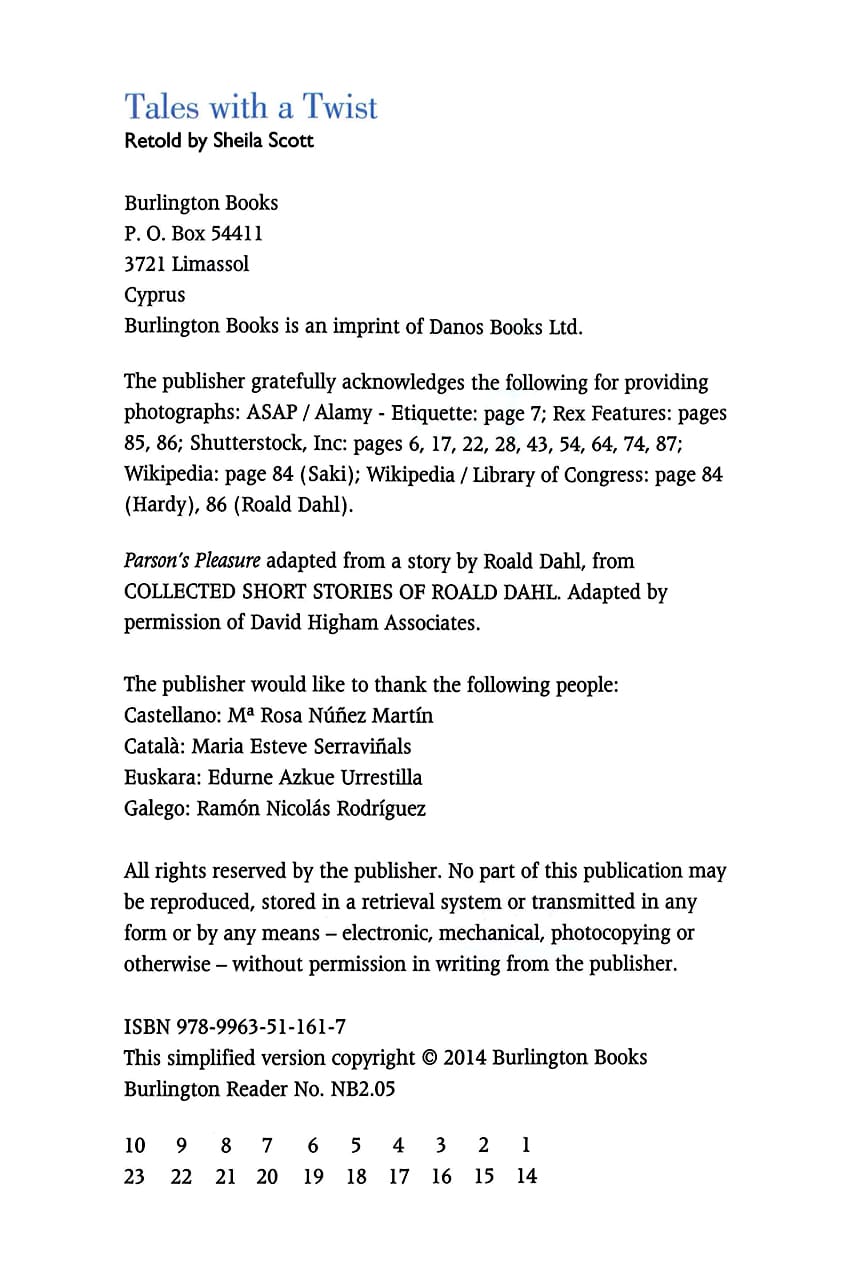 Tales with a Twist
Retold by Sheila Scott
Burlington Books
P. O. Box 54411
3721 Limassol
Cyprus
Burlington Books is an imprint of Danos Books Ltd.
The publisher gratefully acknowledges the following for providing
photographs: ASAP / Alamy - Etiquette: page 7; Rex Features: pages
85, 86; Shutterstock, Inc: pages 6, 17, 22, 28, 43, 54, 64, 74, 87;
Wikipedia: page 84 (Saki); Wikipedia / Library of Congress: page 84
(Hardy), 86 (Roald Dahl).
Parson's Pleasure adapted from a story by Roald Dahl, from
COLLECTED SHORT STORIES OF ROALD DAHL. Adapted by
permission of David Higham Associates.
The publisher would like to thank the following people:
Castellano: Mª Rosa Núñez Martín
Català: Maria Esteve Serraviñals
Euskara: Edurne Azkue Urrestilla
Galego: Ramón Nicolás Rodríguez
All rights reserved by the publisher. No part of this publication may
be reproduced, stored in a retrieval system or transmitted in any
form or by any means – electronic, mechanical, photocopying or
otherwise – without permission in writing from the publisher.
ISBN 978-9963-51-161-7
This simplified version copyright © 2014 Burlington Books
Burlington Reader No. NB2.05
10 9 8 7 6 5 4 3 2 1
23 22 21 20 19 18 17 16 15 14